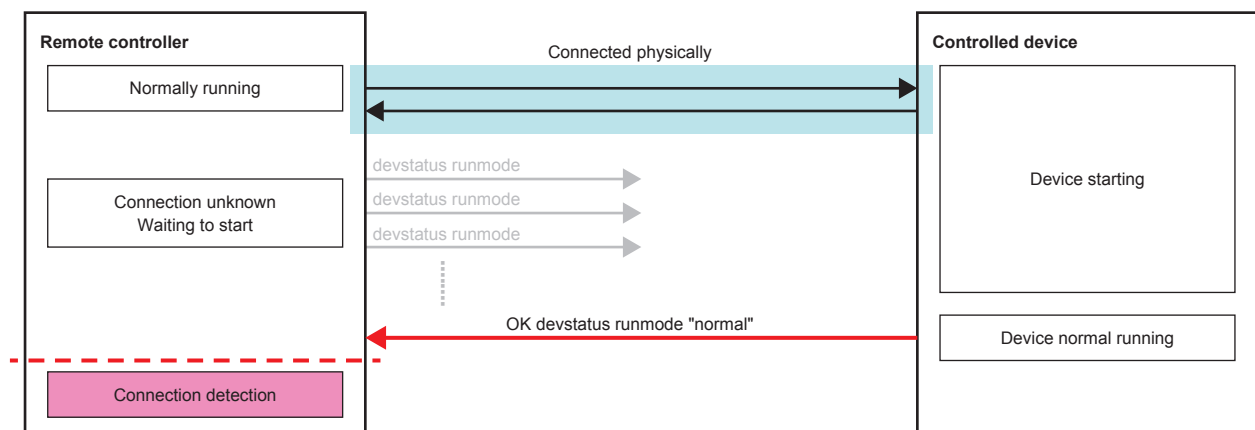 Remote controller
Connected physically
Controlled device
Normally running
devstatus runmode
Connection unknown
Waiting to start
devstatus runmode
devstatus runmode
Device starting
OK devstatus runmode "normal"
Device normal running
Connection detection